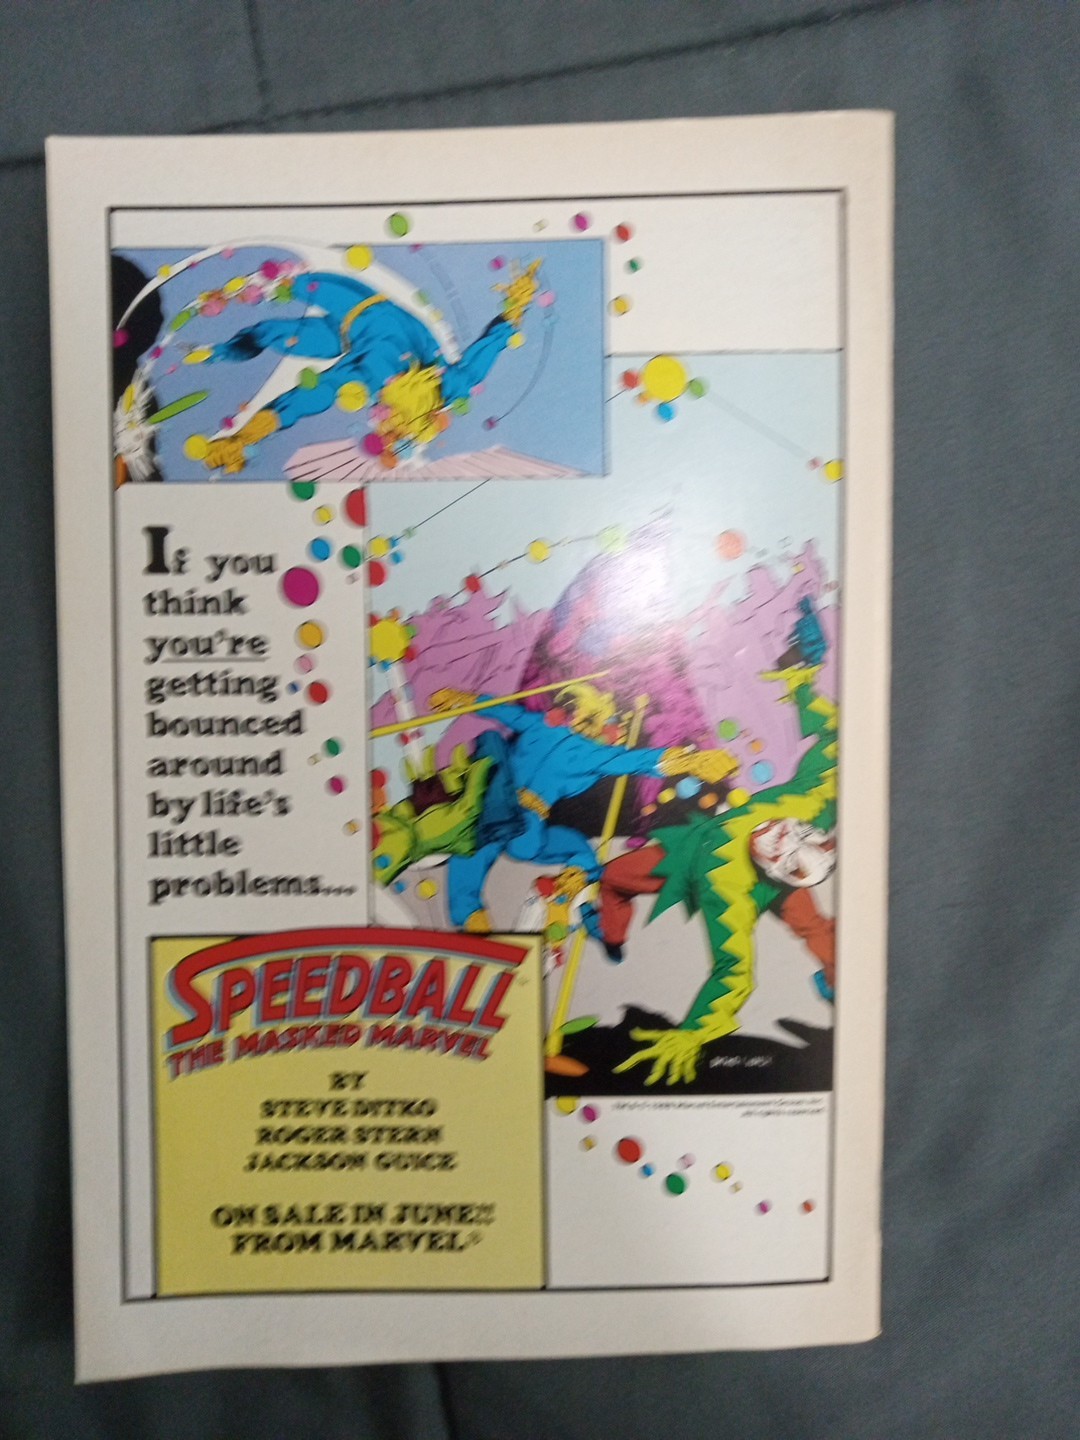 If you
think
you're
getting
bounced
around
by life's
little
problems...
SPEEDBALL
THE MASKED MARVEL
BY
STEVE DITKO
ROGER STERN
JACKSON GUICE
ON SALE IN JUNE!!
FROM MARVEL®